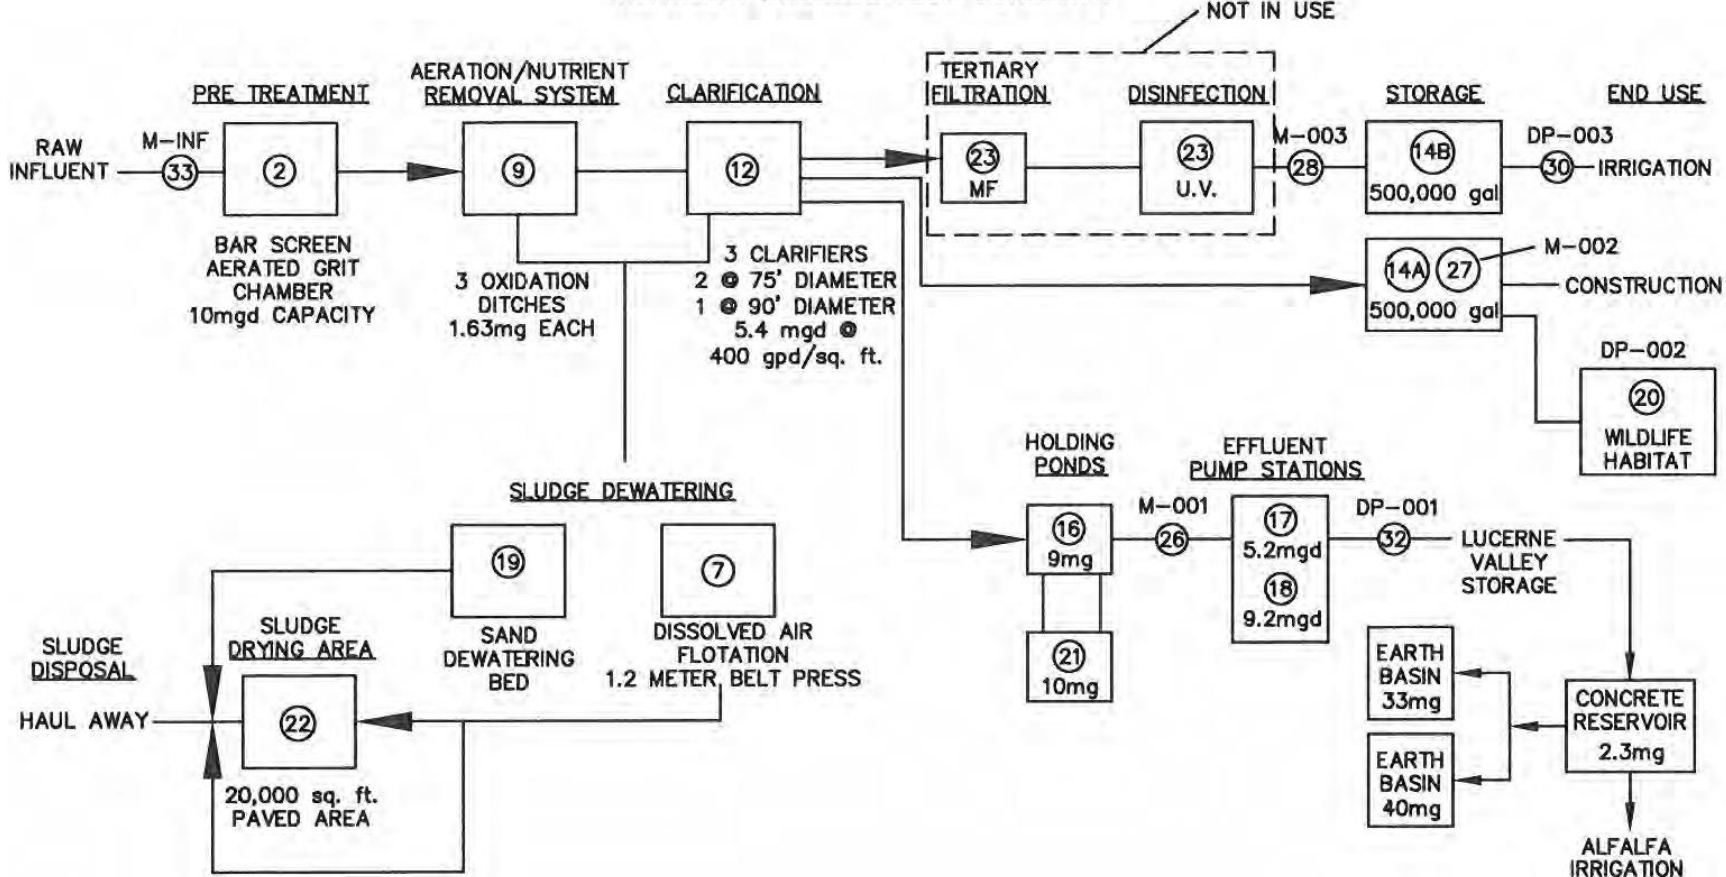 NOT IN USE
PRE TREATMENT
AERATION/NUTRIENT
REMOVAL SYSTEM
CLARIFICATION
TERTIARY
FILTRATION
DISINFECTION
STORAGE
END USE
RAW
INFLUENT
M-INF
33
2
9
12
23
MF
23
U.V.
M-003
28
14B
500,000 gal
DP-003
30
IRRIGATION
BAR SCREEN
AERATED GRIT
CHAMBER
10mgd CAPACITY
3 OXIDATION
DITCHES
1.63mg EACH
3 CLARIFIERS
2 @ 75' DIAMETER
1 @ 90' DIAMETER
5.4 mgd @
400 gpd/sq. ft.
14A
27
500,000 gal
M-002
CONSTRUCTION
DP-002
20
WILDLIFE
HABITAT
HOLDING
PONDS
EFFLUENT
PUMP STATIONS
16
9mg
M-001
26
17
5.2mgd
18
9.2mgd
DP-001
32
LUCERNE
VALLEY
STORAGE
21
10mg
EARTH
BASIN
33mg
EARTH
BASIN
40mg
CONCRETE
RESERVOIR
2.3mg
ALFALFA
IRRIGATION
SLUDGE DEWATERING
19
SAND
DEWATERING
BED
7
DISSOLVED AIR
FLOTATION
1.2 METER BELT PRESS
SLUDGE
DISPOSAL
HAUL AWAY
SLUDGE
DRYING AREA
22
20,000 sq. ft.
PAVED AREA